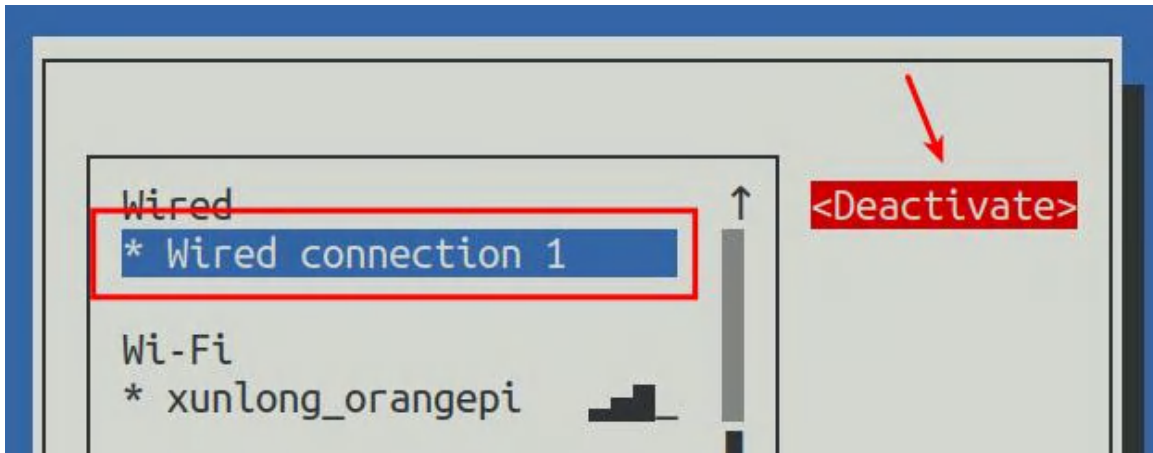 Wired
* Wired connection 1
<Deactivate>
Wi-Fi
* xunlong_orangepi